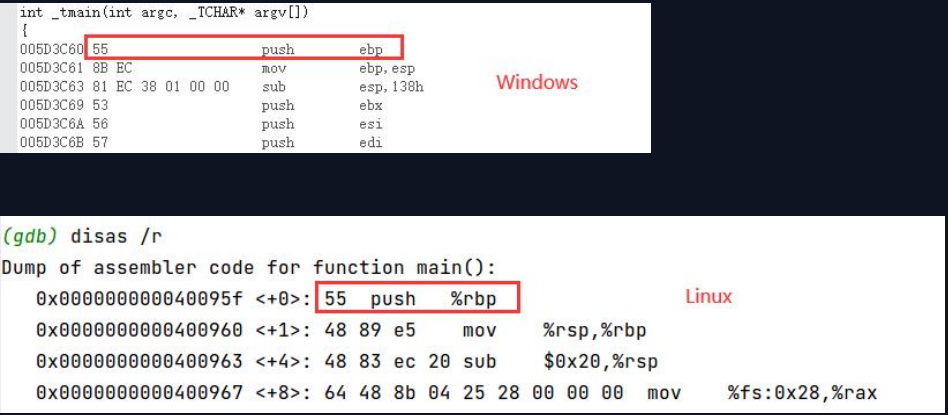 int _tmain(int argc, _TCHAR* argv[])
{
005D3C60 55 push ebp
005D3C61 8B EC mov ebp,esp
005D3C63 81 EC 38 01 00 00 sub esp,138h
005D3C69 53 push ebx
005D3C6A 56 push esi
005D3C6B 57 push edi
Windows
(gdb) disas /r
Dump of assembler code for function main():
0x000000000040095f <+0>: 55 push %rbp
Linux
0x0000000000400960 <+1>: 48 89 e5 mov %rsp,%rbp
0x0000000000400963 <+4>: 48 83 ec 20 sub $0x20,%rsp
0x0000000000400967 <+8>: 64 48 8b 04 25 28 00 00 00 mov %fs:0x28,%rax